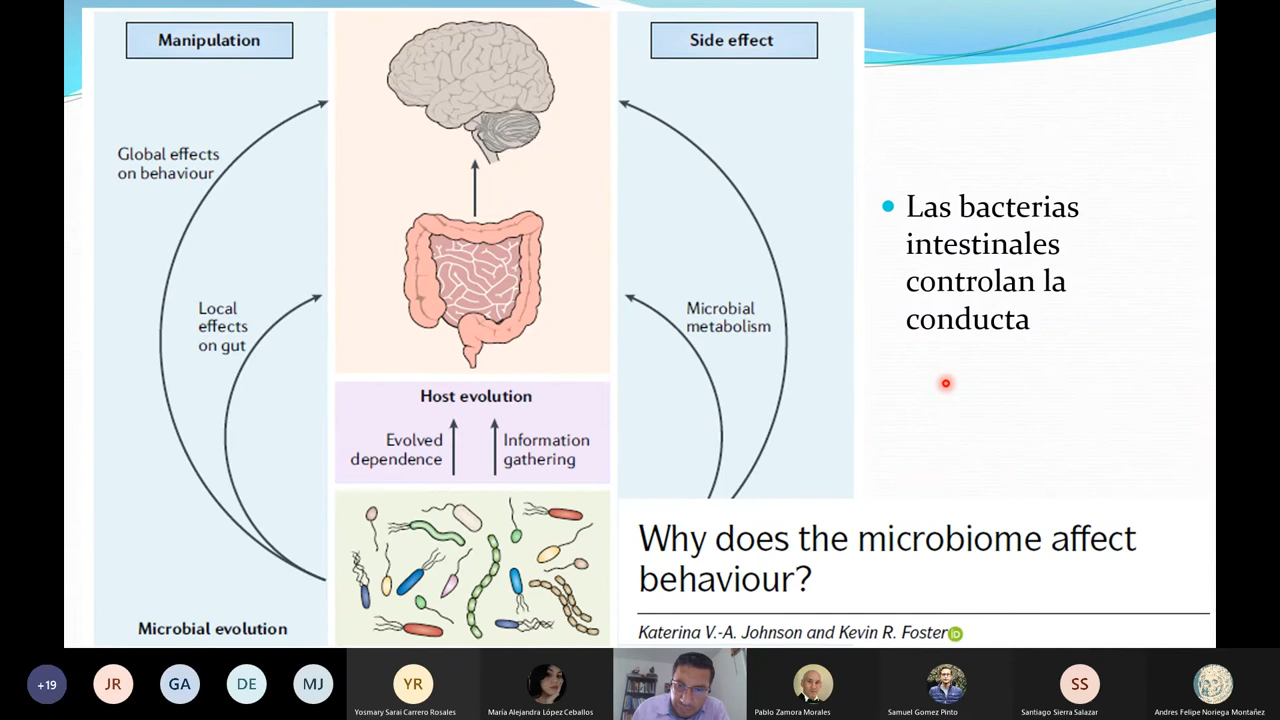 Manipulation
Side effect
Global effects
on behaviour
Local
effects
on gut
Microbial
metabolism
Las bacterias
intestinales
controlan la
conducta
Host evolution
Evolved
dependence
Information
gathering
Why does the microbiome affect
behaviour?
Katerina V.-A. Johnson and Kevin R. Foster iD
Microbial evolution
+19
JR
GA
DE
MJ
YR
SS
Yosmary Sarai Carrero Rosales
María Alejandra López Ceballos
Pablo Zamora Morales
Samuel Gomez Pinto
Santiago Sierra Salazar
Andres Felipe Noriega Montañez